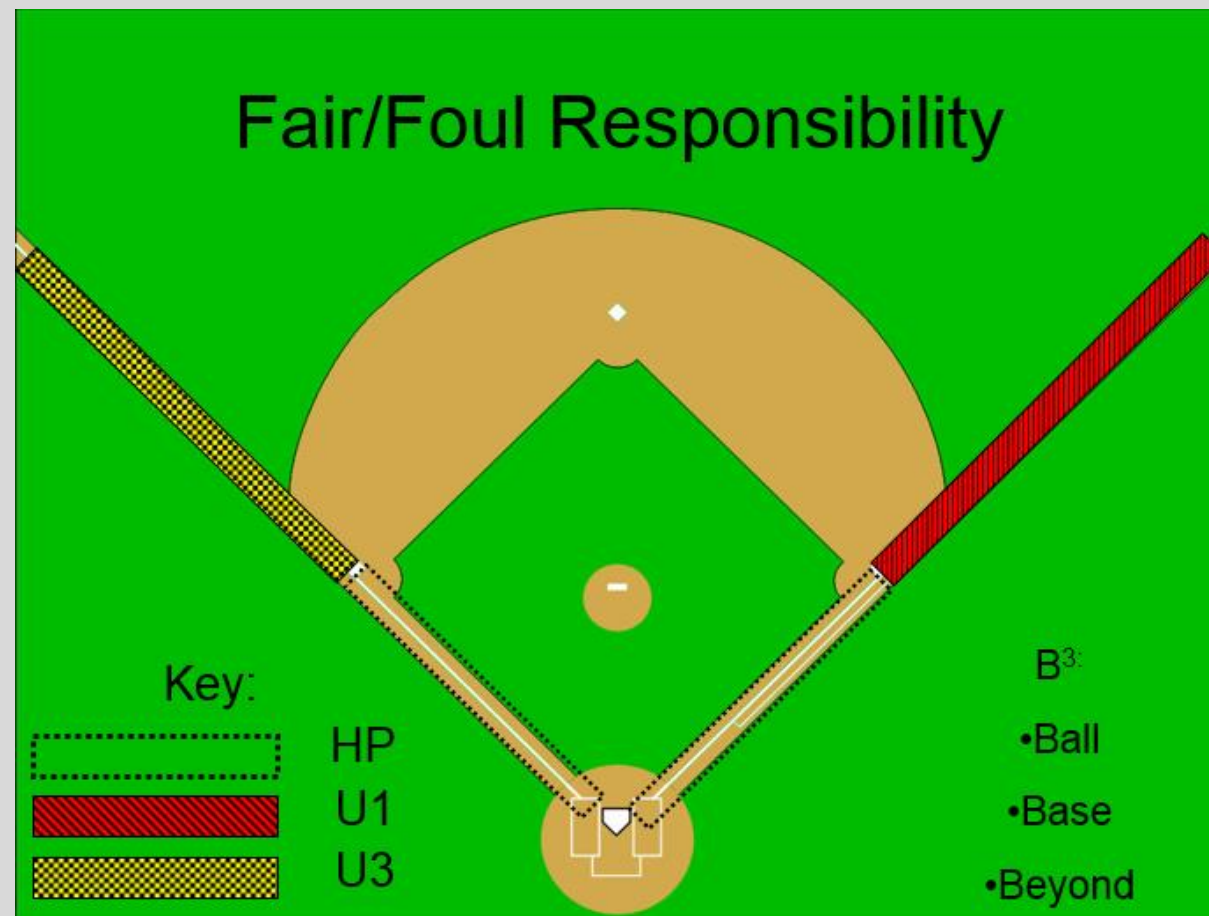 Fair/Foul Responsibility
Key:
HP
U1
U3
B³:
•Ball
•Base
•Beyond